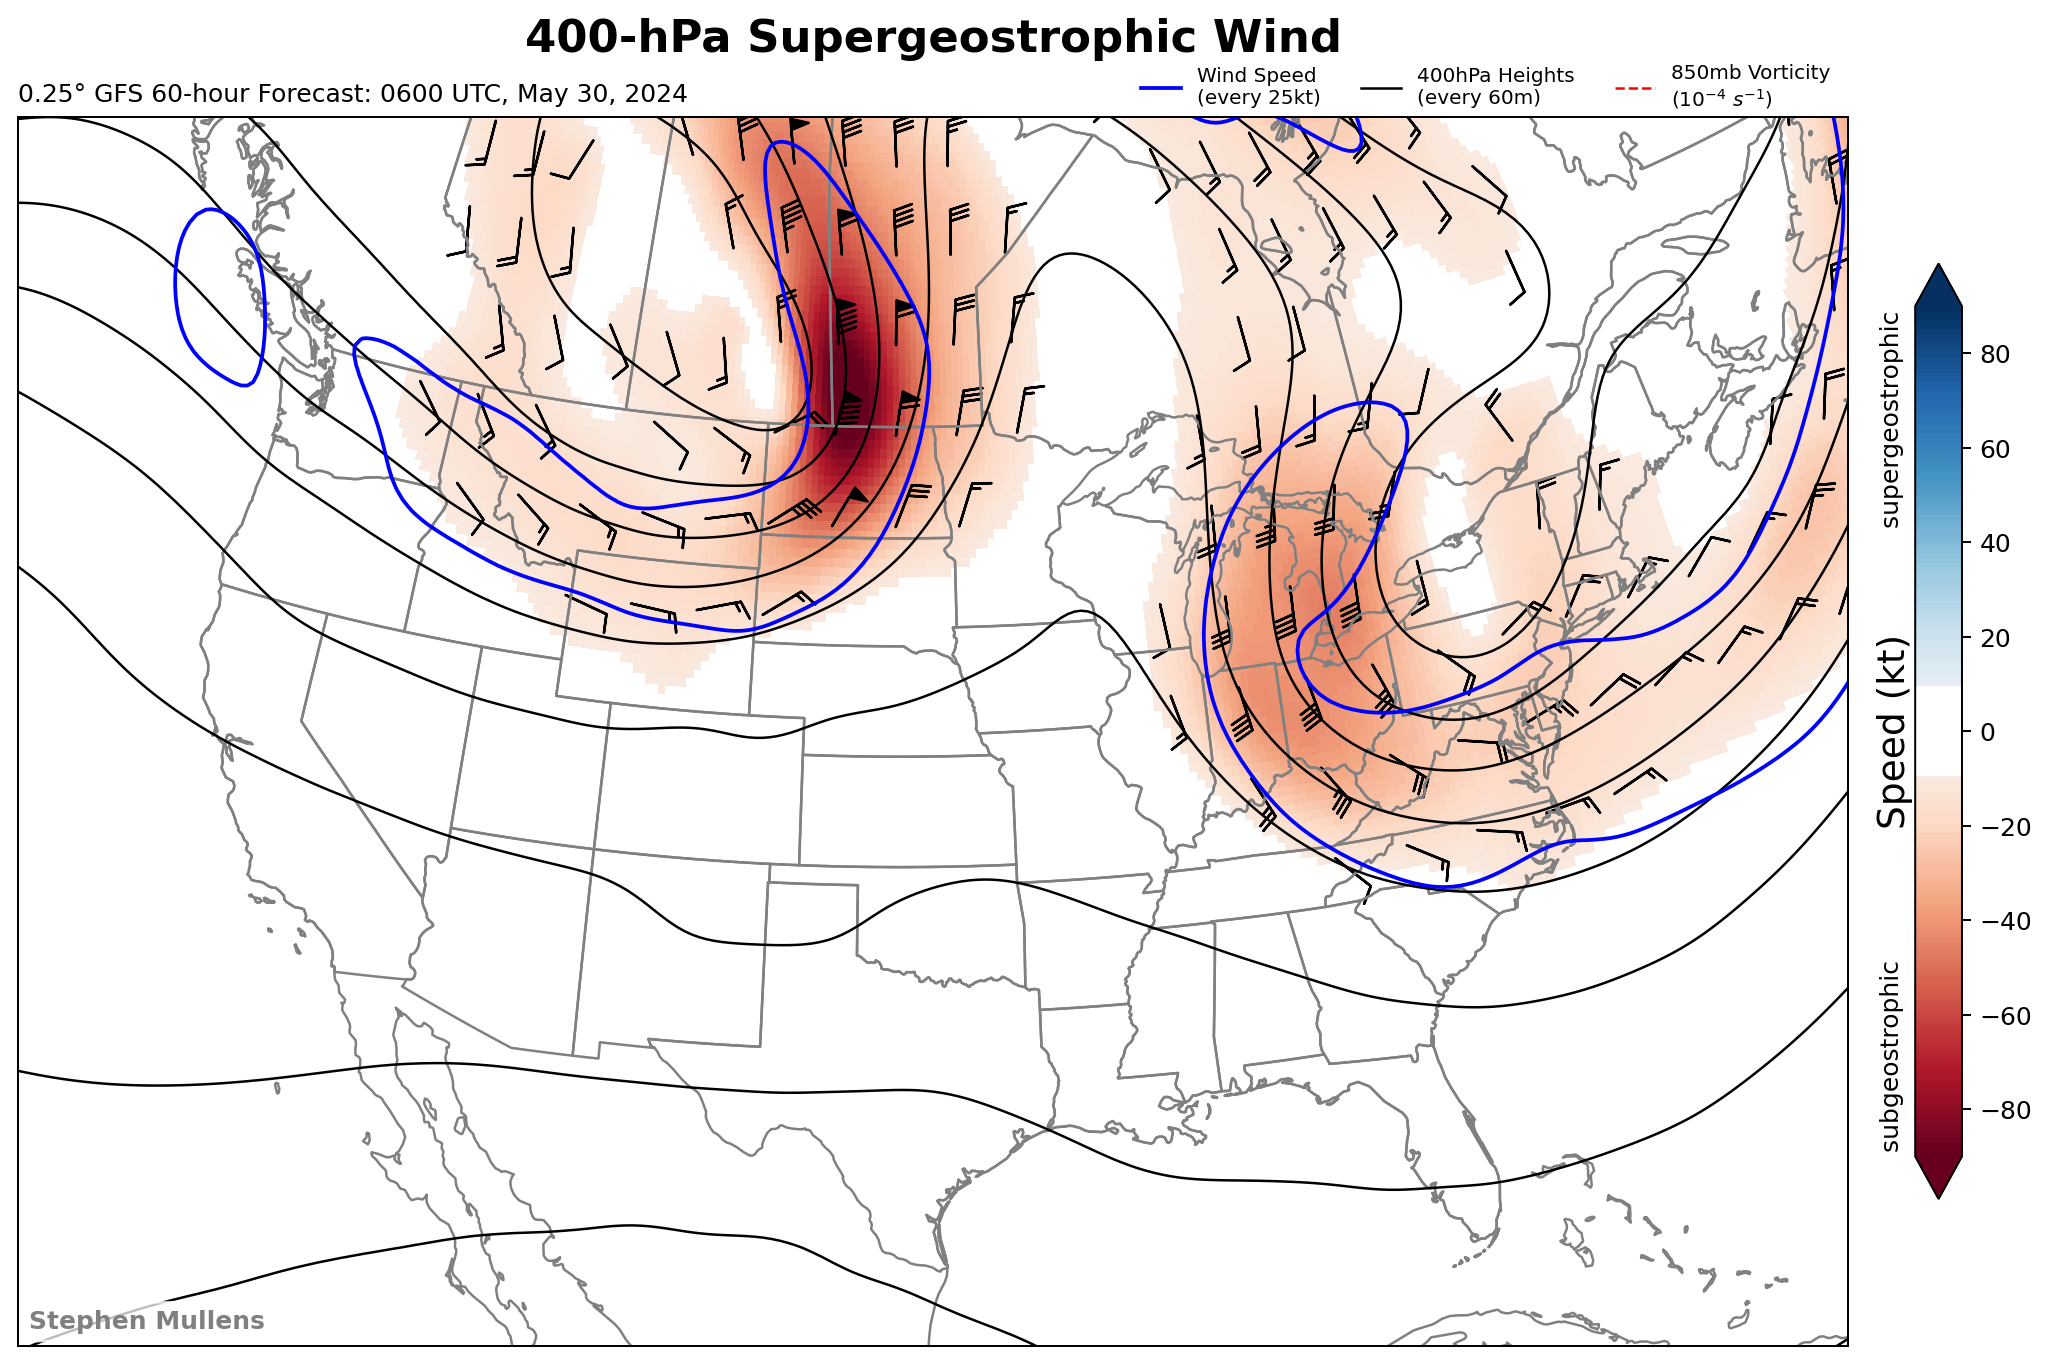 400-hPa Supergeostrophic Wind
0.25° GFS 60-hour Forecast: 0600 UTC, May 30, 2024
Wind Speed
(every 25kt)
400hPa Heights
(every 60m)
850mb Vorticity
(10⁻⁴ s⁻¹)
supergeostrophic
Speed (kt)
subgeostrophic
80
60
40
20
0
−20
−40
−60
−80
Stephen Mullens